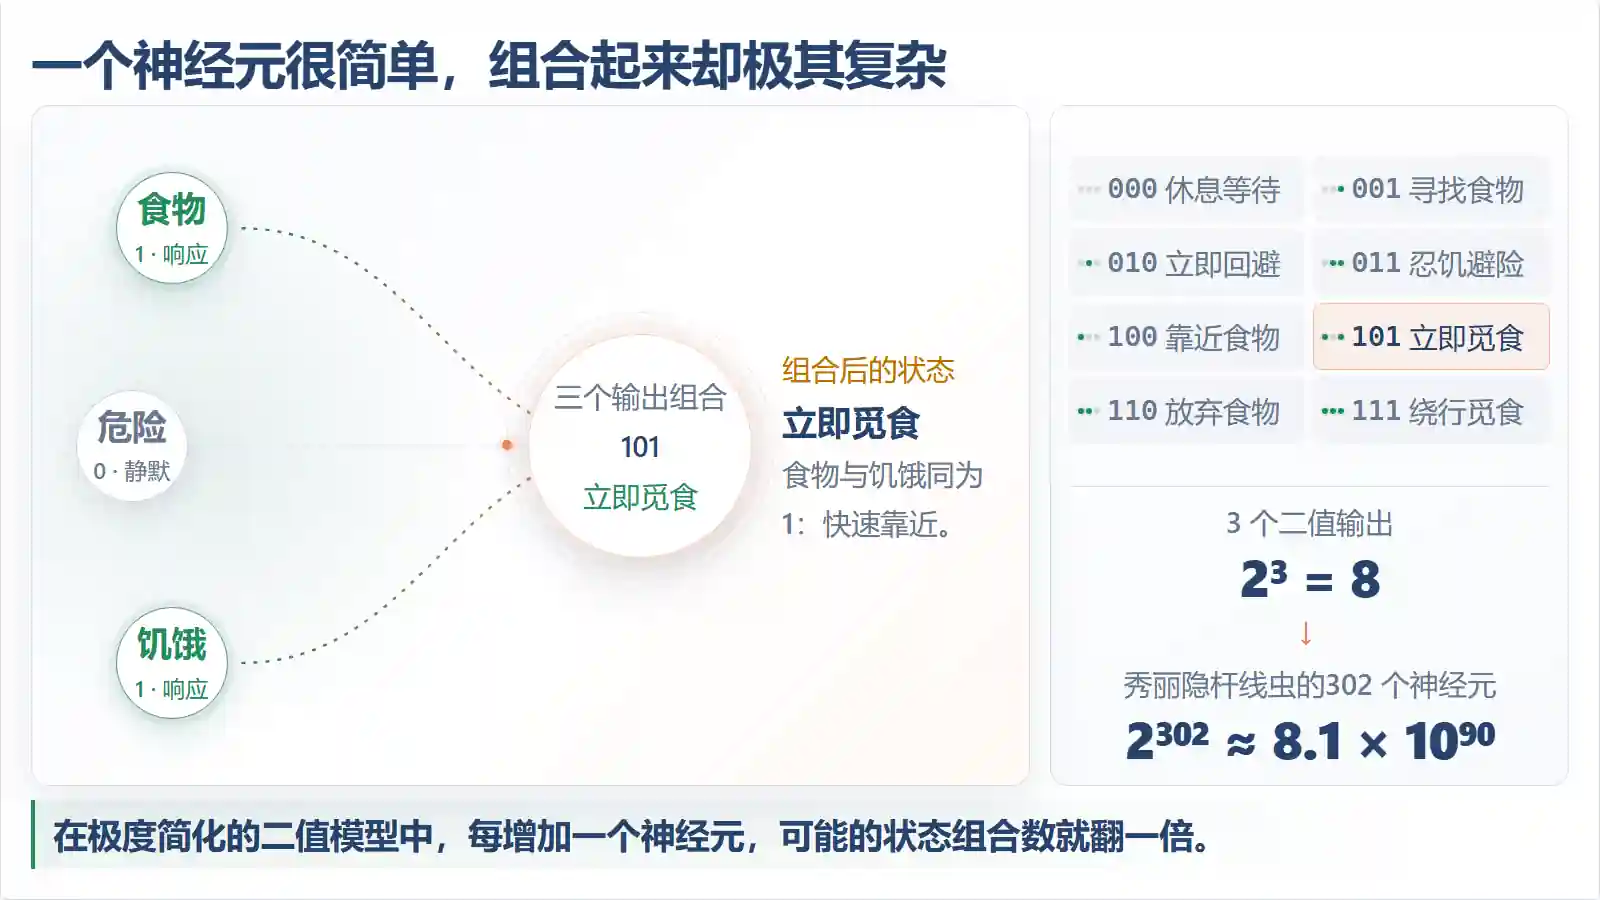 一个神经元很简单，组合起来却极其复杂
食物
1 · 响应
危险
0 · 静默
饥饿
1 · 响应
三个输出组合
101
立即觅食
组合后的状态
立即觅食
食物与饥饿同为
1：快速靠近。
000 休息等待
001 寻找食物
010 立即回避
011 忍饥避险
100 靠近食物
101 立即觅食
110 放弃食物
111 绕行觅食
3 个二值输出
2³ = 8
↓
秀丽隐杆线虫的302 个神经元
2³⁰² ≈ 8.1 × 10⁹⁰
在极度简化的二值模型中，每增加一个神经元，可能的状态组合数就翻一倍。